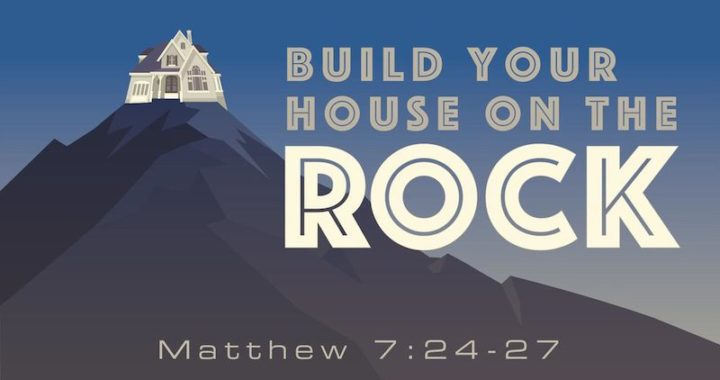 BUILD YOUR
HOUSE ON THE
ROCK
Matthew 7:24-27